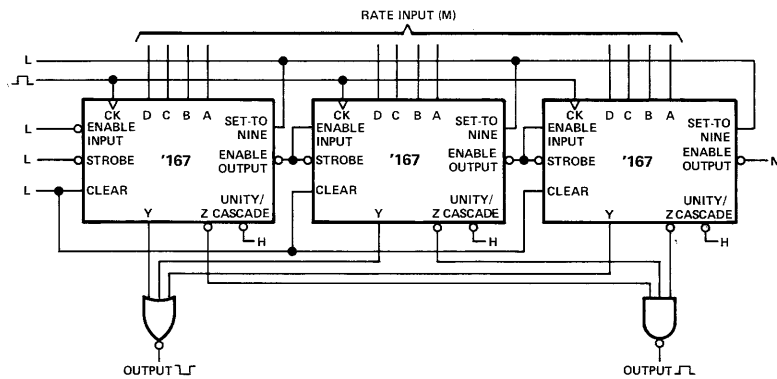 RATE INPUT (M)
L
CK D C B A
SET-TO
NINE
ENABLE
INPUT
L
'167
ENABLE
OUTPUT
L
STROBE
L
CLEAR
UNITY/
CASCADE
Y
Z
H
CK D C B A
SET-TO
NINE
ENABLE
INPUT
'167
ENABLE
OUTPUT
STROBE
CLEAR
UNITY/
CASCADE
Y
Z
H
CK D C B A
SET-TO
NINE
ENABLE
INPUT
'167
ENABLE
OUTPUT
STROBE
CLEAR
UNITY/
CASCADE
Y
Z
H
OUTPUT
OUTPUT